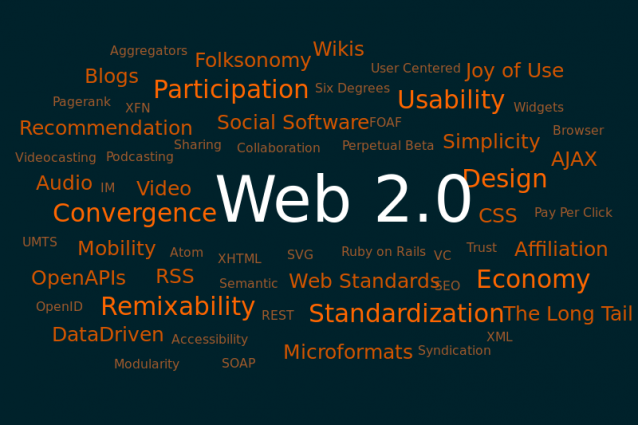 Aggregators
Folksonomy
Wikis
Blogs
User Centered
Joy of Use
Participation
Six Degrees
Usability
Pagerank
XFN
Widgets
Recommendation
Social Software
FOAF
Browser
Sharing
Collaboration
Perpetual Beta
Simplicity
Videocasting
Podcasting
AJAX
Audio
IM
Video
Web 2.0
Design
Convergence
CSS
Pay Per Click
UMTS
Mobility
Atom
XHTML
SVG
Ruby on Rails
VC
Trust
Affiliation
OpenAPIs
RSS
Semantic
Web Standards
SEO
Economy
OpenID
Remixability
REST
Standardization
The Long Tail
DataDriven
Accessibility
XML
Microformats
Syndication
Modularity
SOAP